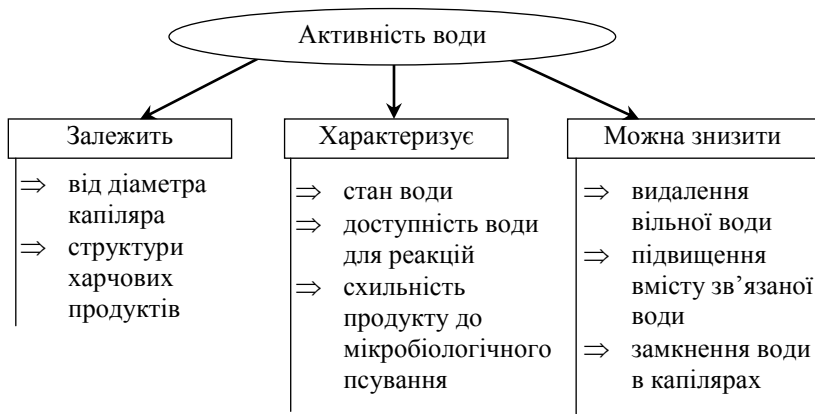 Активність води
Залежить
⇒ від діаметра
капіляра
⇒ структури
харчових
продуктів
Характеризує
⇒ стан води
⇒ доступність води
для реакцій
⇒ схильність
продукту до
мікробіологічного
псування
Можна знизити
⇒ видалення
вільної води
⇒ підвищення
вмісту зв’язаної
води
⇒ замкнення води
в капілярах